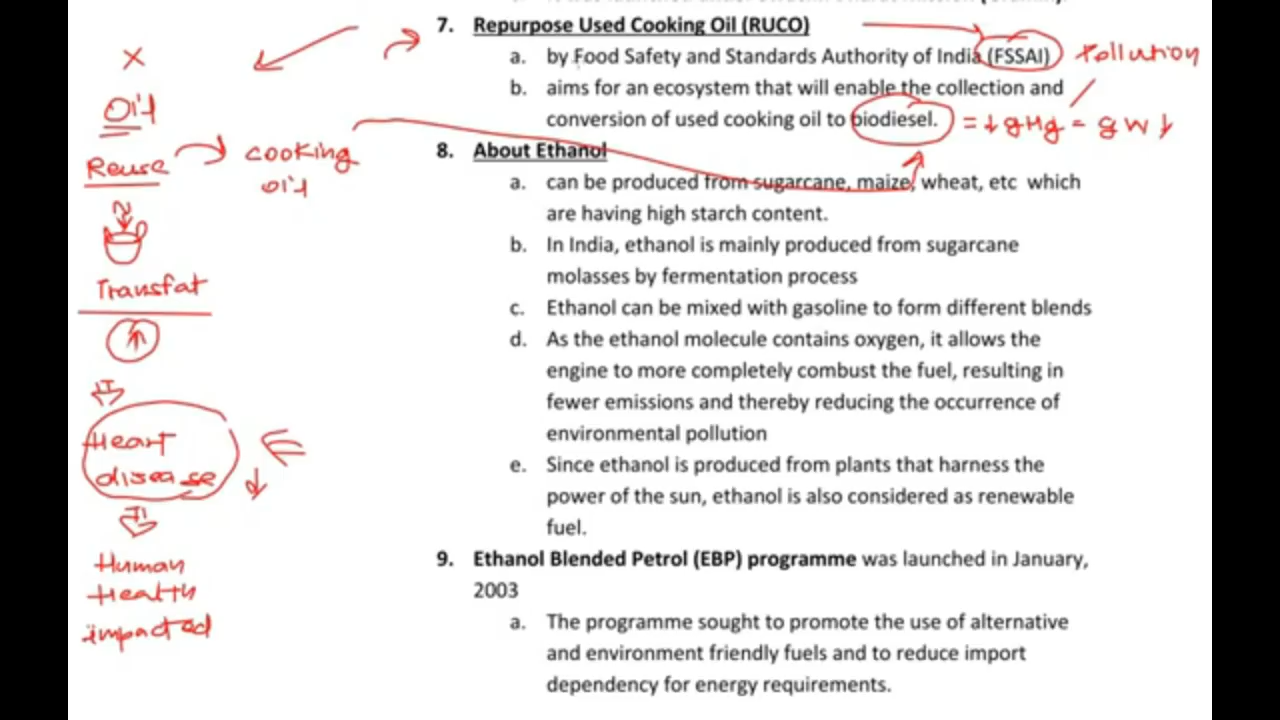 7. Repurpose Used Cooking Oil (RUCO)
a. by Food Safety and Standards Authority of India (FSSAI)
b. aims for an ecosystem that will enable the collection and
conversion of used cooking oil to biodiesel.
8. About Ethanol
a. can be produced from sugarcane, maize, wheat, etc which
are having high starch content.
b. In India, ethanol is mainly produced from sugarcane
molasses by fermentation process
c. Ethanol can be mixed with gasoline to form different blends
d. As the ethanol molecule contains oxygen, it allows the
engine to more completely combust the fuel, resulting in
fewer emissions and thereby reducing the occurrence of
environmental pollution
e. Since ethanol is produced from plants that harness the
power of the sun, ethanol is also considered as renewable
fuel.
9. Ethanol Blended Petrol (EBP) programme was launched in January,
2003
a. The programme sought to promote the use of alternative
and environment friendly fuels and to reduce import
dependency for energy requirements.
Pollution
= ↓ gHg = gw ↓
X
Oil
Reuse → cooking
oil
Transfat
↑
Heart
disease ↓
Human
Health
impacted